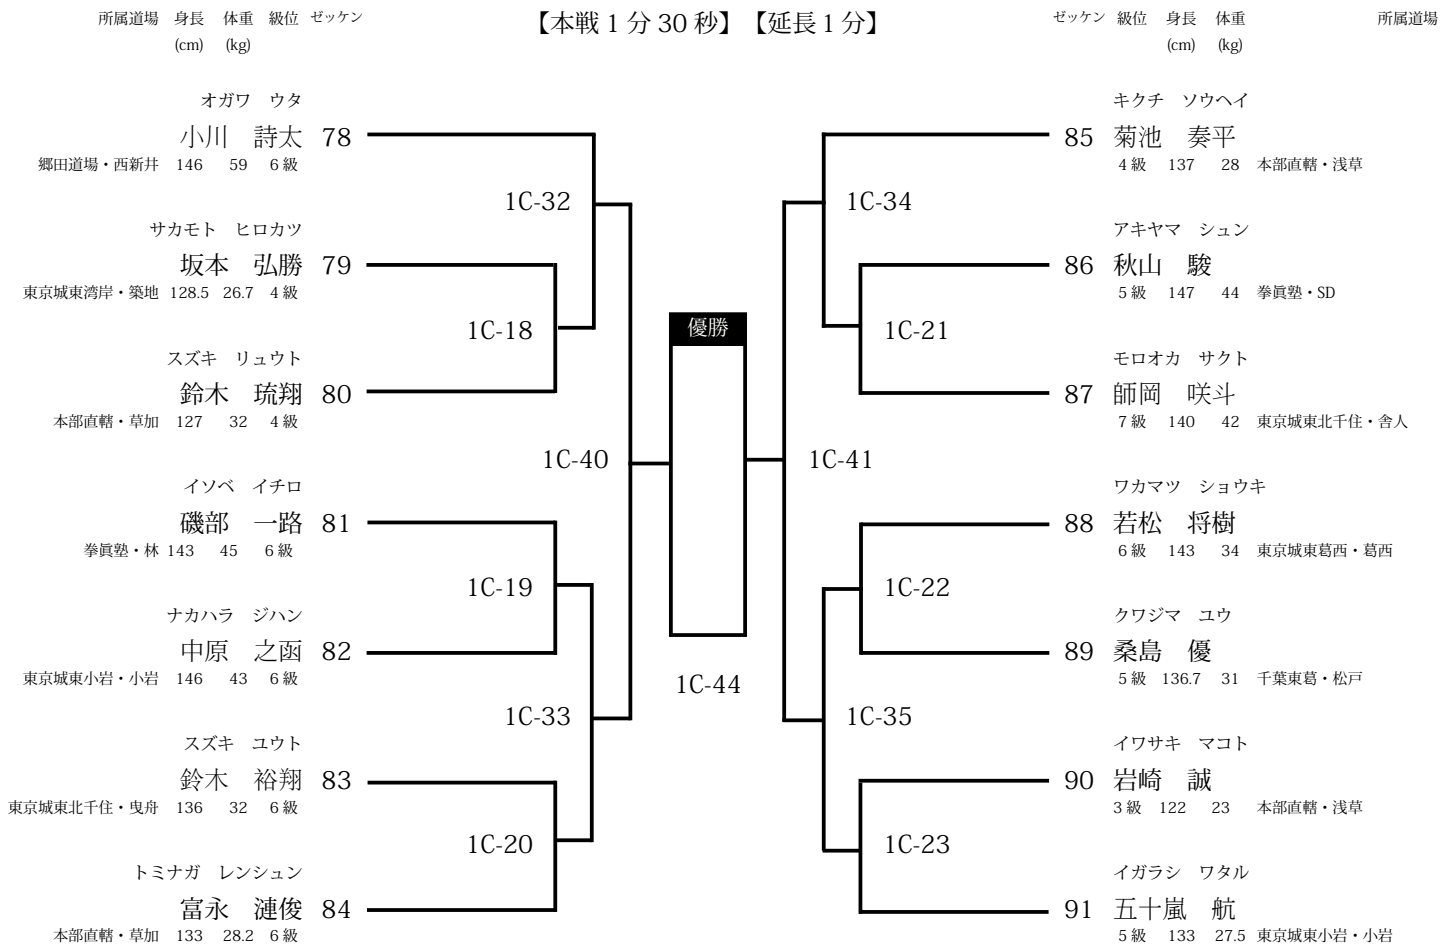 所属道場 身長 体重 級位 ゼッケン
(cm) (kg)
【本戦1分30秒】【延長1分】
ゼッケン 級位 身長 体重 所属道場
(cm) (kg)
オガワ ウタ
小川 詩太 78
郷田道場・西新井 146 59 6級
サカモト ヒロカツ
坂本 弘勝 79
東京城東湾岸・築地 128.5 26.7 4級
スズキ リュウト
鈴木 琉翔 80
本部直轄・草加 127 32 4級
イソベ イチロ
磯部 一路 81
拳眞塾・林 143 45 6級
ナカハラ ジハン
中原 之函 82
東京城東小岩・小岩 146 43 6級
スズキ ユウト
鈴木 裕翔 83
東京城東北千住・曳舟 136 32 6級
トミナガ レンシュン
富永 漣俊 84
本部直轄・草加 133 28.2 6級
1C-32
1C-18
1C-40
1C-19
1C-33
1C-20
優勝
1C-44
1C-34
1C-21
1C-41
1C-22
1C-35
1C-23
キクチ ソウヘイ
85 菊池 奏平
4級 137 28 本部直轄・浅草
アキヤマ シュン
86 秋山 駿
5級 147 44 拳眞塾・SD
モロオカ サクト
87 師岡 咲斗
7級 140 42 東京城東北千住・舎人
ワカマツ ショウキ
88 若松 将樹
6級 143 34 東京城東葛西・葛西
クワジマ ユウ
89 桑島 優
5級 136.7 31 千葉東葛・松戸
イワサキ マコト
90 岩崎 誠
3級 122 23 本部直轄・浅草
イガラシ ワタル
91 五十嵐 航
5級 133 27.5 東京城東小岩・小岩